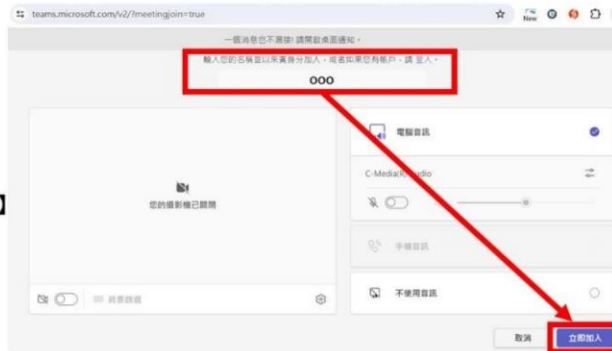 teams.microsoft.com/v2/?meetingjoin=true
New
一個消息也不漏接! 請開啟桌面通知。
輸入您的名稱並以來賓身分加入，或者如果您有帳戶，請 登入。
OOO
電腦音訊
您的攝影機已關閉
手機音訊
不使用音訊
取消
立即加入
】